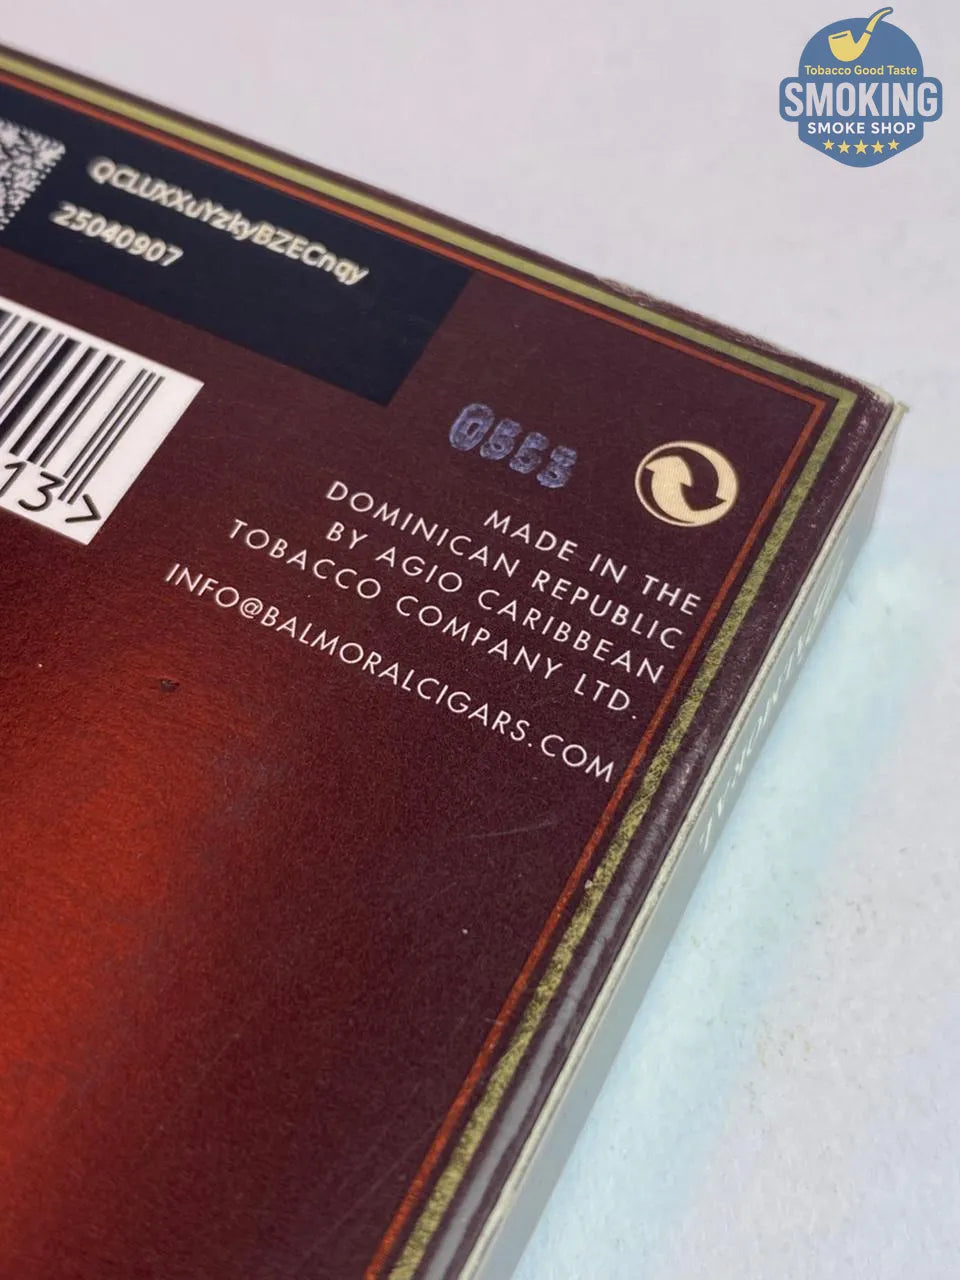 Tobacco Good Taste
SMOKING
SMOKE SHOP
QCLUXXuYzkyBZECnqy
25040907
13>
MADE IN THE
DOMINICAN REPUBLIC
BY AGIO CARIBBEAN
TOBACCO COMPANY LTD.
INFO@BALMORALCIGARS.COM